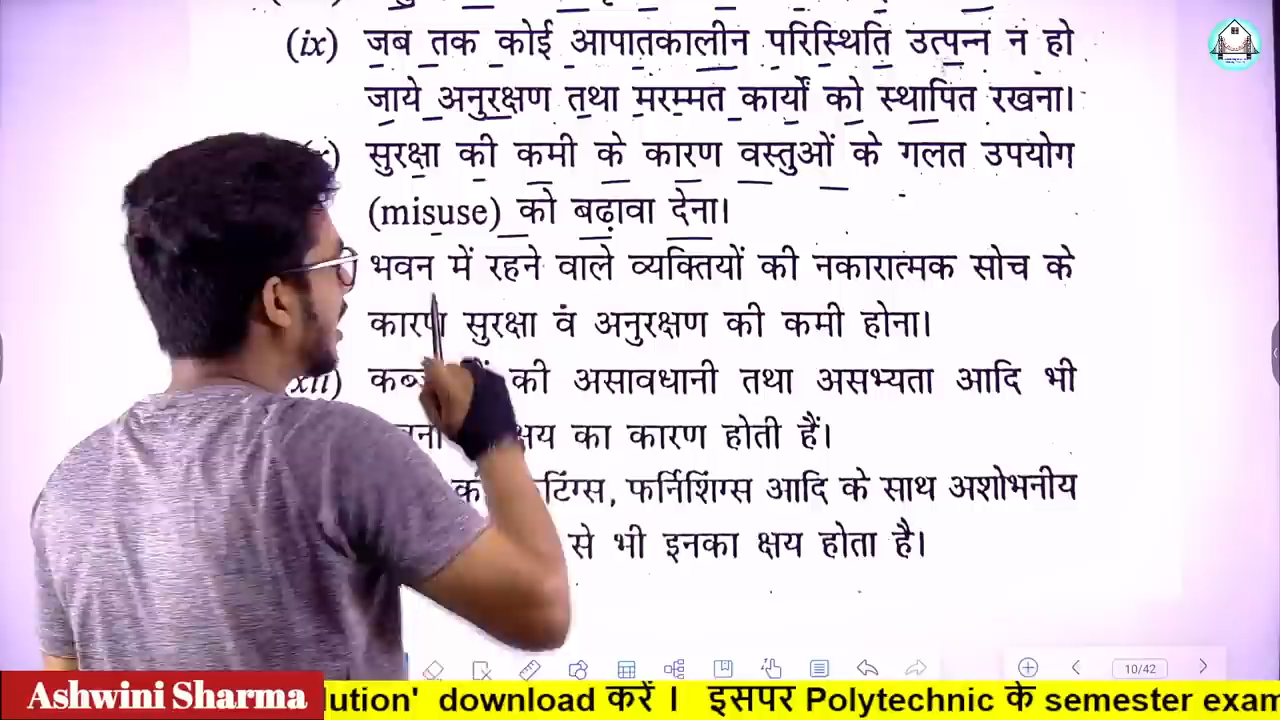 (ix) जब तक कोई आपातकालीन परिस्थिति उत्पन्न न हो
जाये अनुरक्षण तथा मरम्मत कार्यों को स्थापित रखना।
सुरक्षा की कमी के कारण वस्तुओं के गलत उपयोग
(misuse) को बढ़ावा देना।
भवन में रहने वाले व्यक्तियों की नकारात्मक सोच के
कारण सुरक्षा वं अनुरक्षण की कमी होना।
xii) की असावधानी तथा असभ्यता आदि भी
क्षय का कारण होती हैं।
फर्निशिंग्स आदि के साथ अशोभनीय
से भी इनका क्षय होता है।
10/42
Ashwini Sharma lution' download करें । इसपर Polytechnic के semester exam